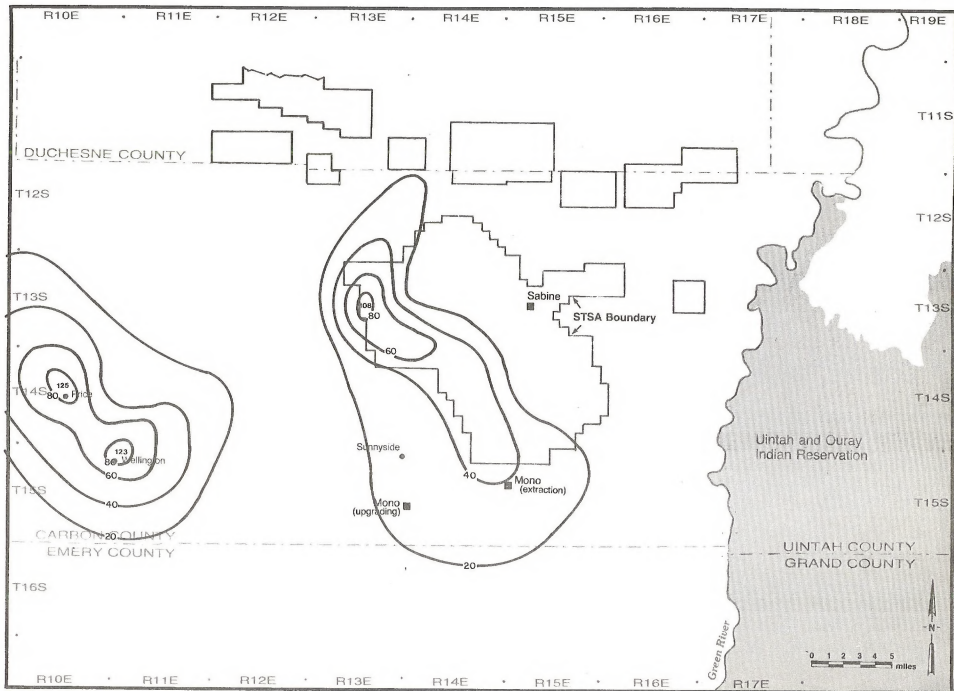 R10E R11E R12E R13E R14E R15E R16E R17E R18E R19E
T11S
DUCHESNE COUNTY
T12S
T12S
T13S
Sabine
T13S
108
80
STSA Boundary
60
T14S
125
80
Price
T14S
123
80
Wellington
60
Sunnyside
40
Mono
(extraction)
Uintah and Ouray
Indian Reservation
T15S
40
Mono
(upgrading)
T15S
20
CARBON COUNTY
EMERY COUNTY
20
UINTAH COUNTY
GRAND COUNTY
T16S
-N-
Green River
0 1 2 3 4 5
miles
R10E R11E R12E R13E R14E R15E R16E R17E